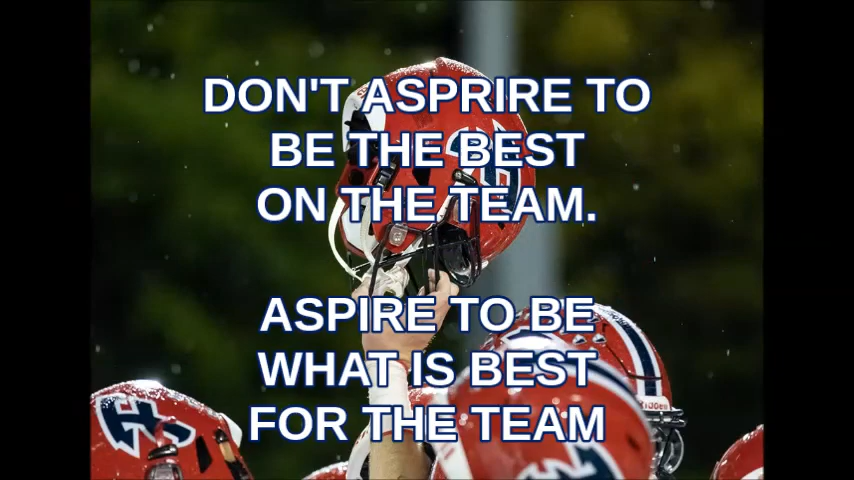 DON'T ASPRIRE TO
BE THE BEST
ON THE TEAM.
ASPIRE TO BE
WHAT IS BEST
FOR THE TEAM